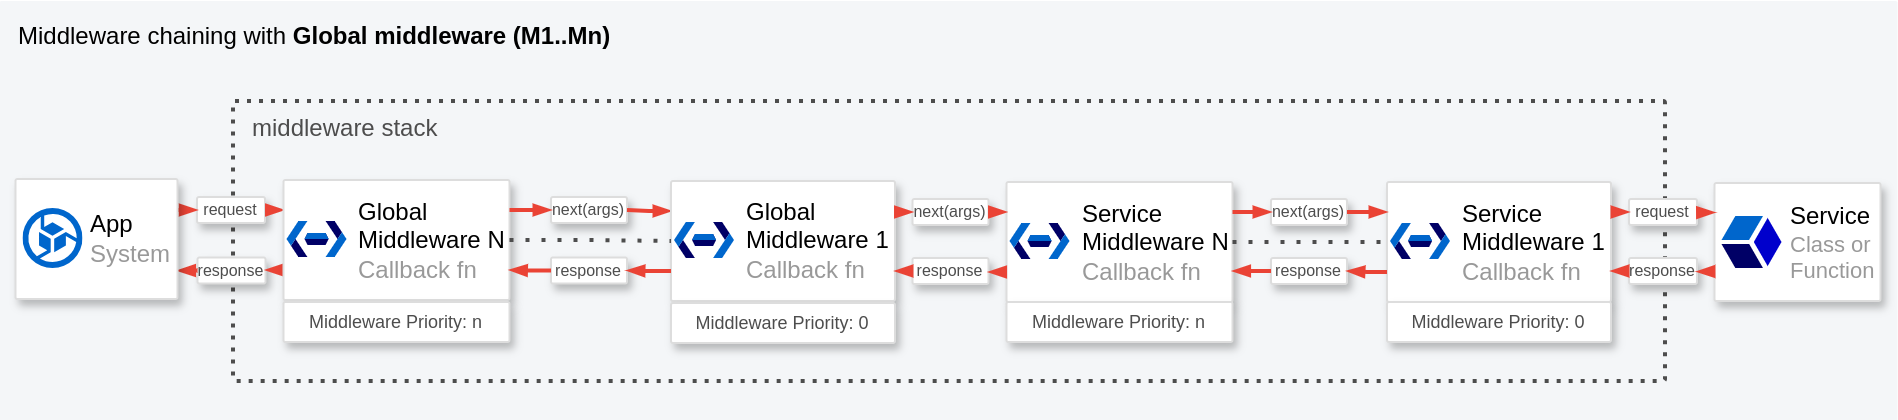 Middleware chaining with Global middleware (M1..Mn)
middleware stack
App
System
request
response
Global
Middleware N
Callback fn
Middleware Priority: n
next(args)
response
Global
Middleware 1
Callback fn
Middleware Priority: 0
next(args)
response
Service
Middleware N
Callback fn
Middleware Priority: n
next(args)
response
Service
Middleware 1
Callback fn
Middleware Priority: 0
request
response
Service
Class or
Function